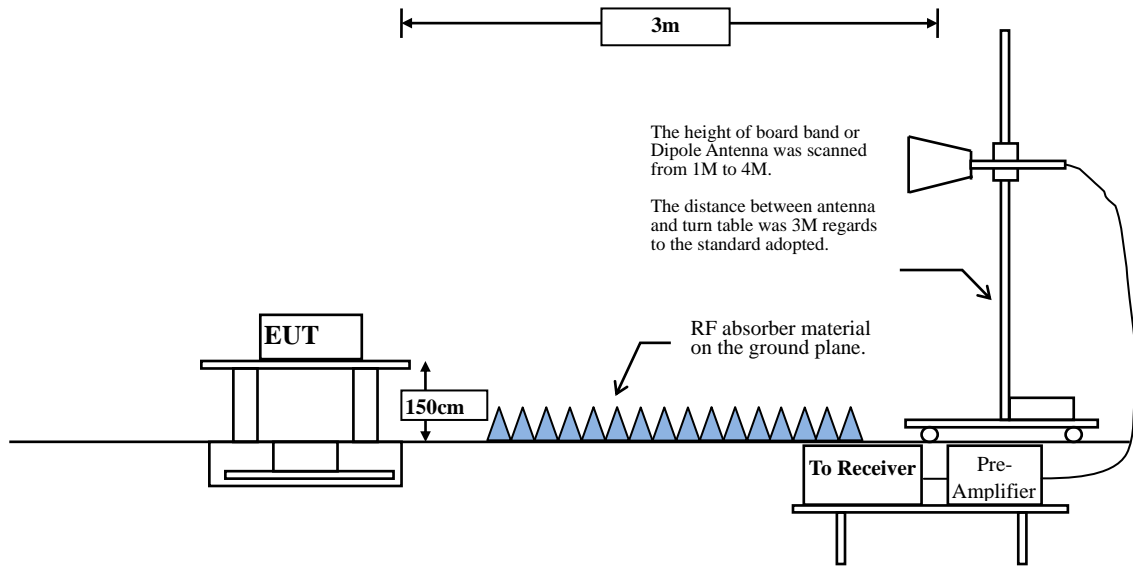 3m
The height of board band or
Dipole Antenna was scanned
from 1M to 4M.
The distance between antenna
and turn table was 3M regards
to the standard adopted.
EUT
RF absorber material
on the ground plane.
150cm
To Receiver
Pre-
Amplifier